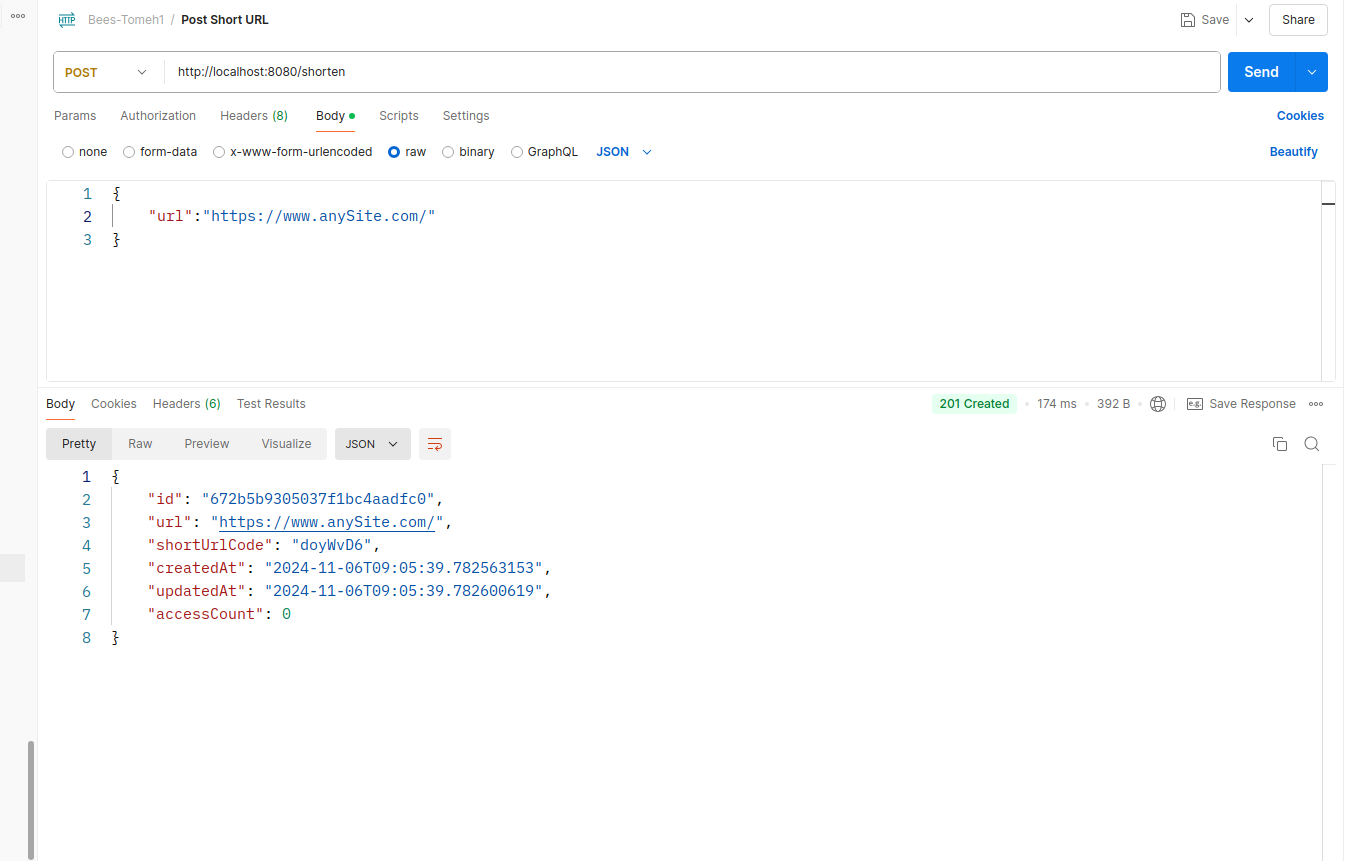 Bees-Tomeh1 / Post Short URL Save Share
POST http://localhost:8080/shorten Send
Params Authorization Headers (8) Body Scripts Settings Cookies
none form-data x-www-form-urlencoded raw binary GraphQL JSON Beautify
1 {
2 "url":"https://www.anySite.com/"
3 }
Body Cookies Headers (6) Test Results 201 Created 174 ms 392 B e.g. Save Response
Pretty Raw Preview Visualize JSON
1 {
2 "id": "672b5b9305037f1bc4aadfc0",
3 "url": "https://www.anySite.com/",
4 "shortUrlCode": "doyWvD6",
5 "createdAt": "2024-11-06T09:05:39.782563153",
6 "updatedAt": "2024-11-06T09:05:39.782600619",
7 "accessCount": 0
8 }